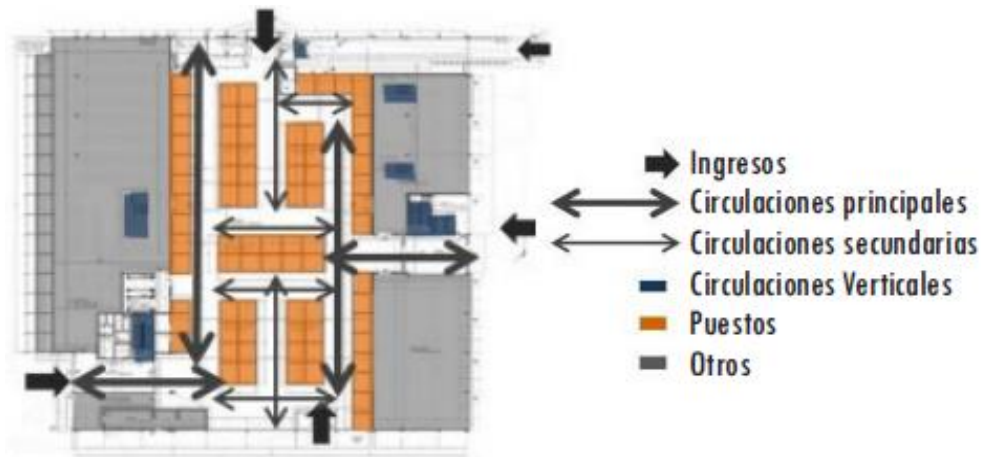 Ingresos
Circulaciones principales
Circulaciones secundarias
Circulaciones Verticales
Puestos
Otros